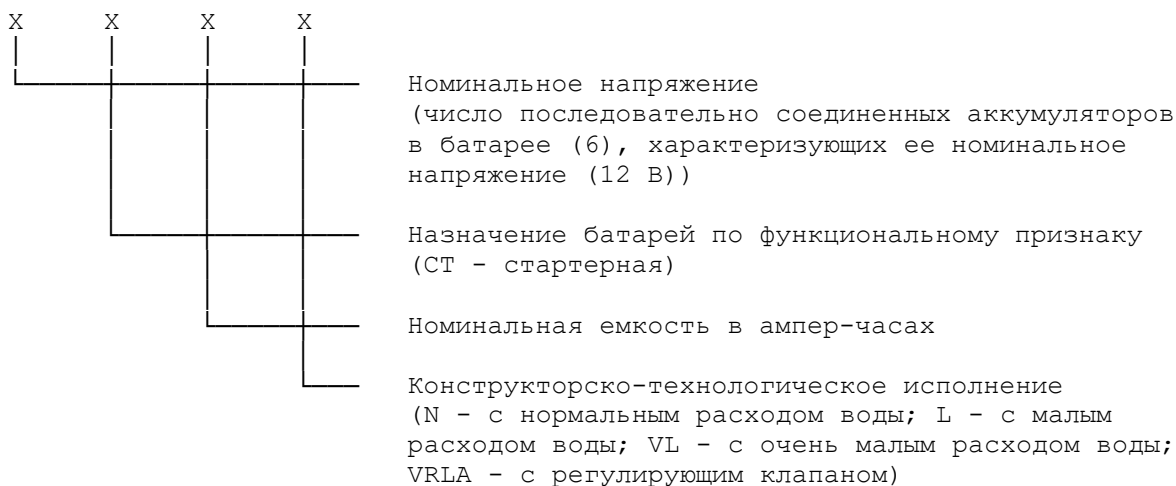 X X X X
Номинальное напряжение
(число последовательно соединенных аккумуляторов
в батарее (6), характеризующих ее номинальное
напряжение (12 В))
Назначение батарей по функциональному признаку
(СТ - стартерная)
Номинальная емкость в ампер-часах
Конструкторско-технологическое исполнение
(N - с нормальным расходом воды; L - с малым
расходом воды; VL - с очень малым расходом воды;
VRLA - с регулирующим клапаном)